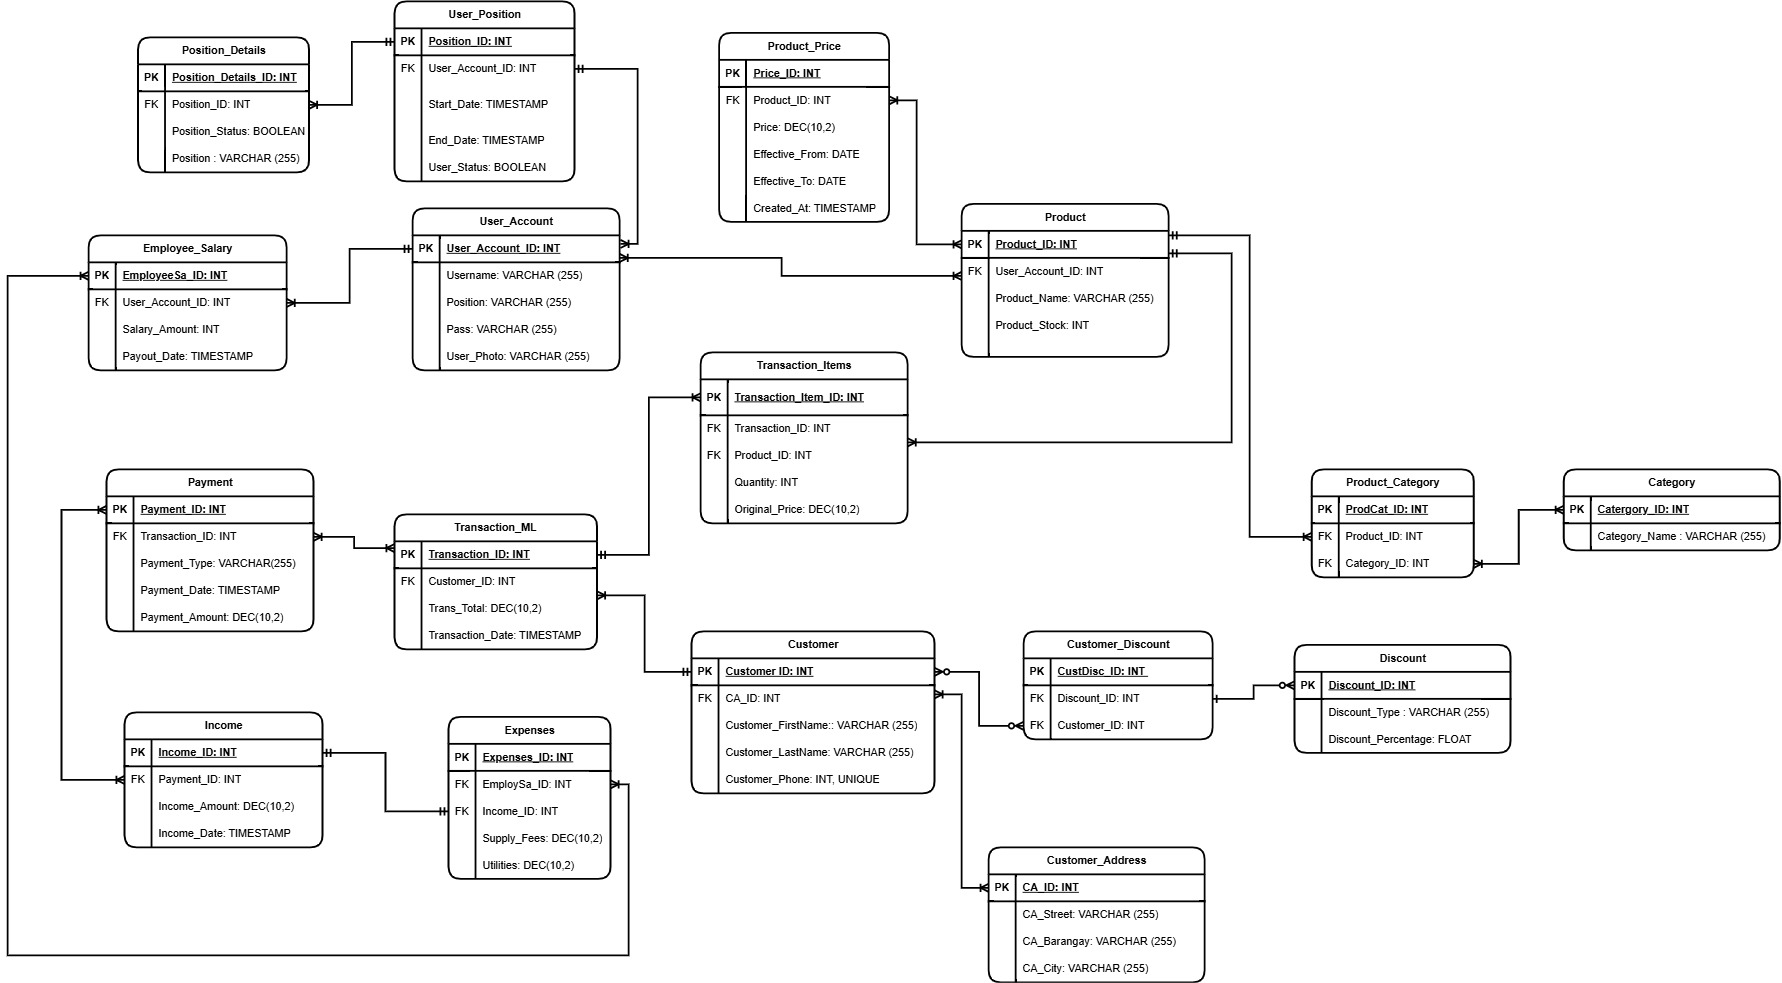 User_Position
PK Position_ID: INT
FK User_Account_ID: INT
Start_Date: TIMESTAMP
End_Date: TIMESTAMP
User_Status: BOOLEAN
Position_Details
PK Position_Details_ID: INT
FK Position_ID: INT
Position_Status: BOOLEAN
Position : VARCHAR (255)
Product_Price
PK Price_ID: INT
FK Product_ID: INT
Price: DEC(10,2)
Effective_From: DATE
Effective_To: DATE
Created_At: TIMESTAMP
Employee_Salary
PK EmployeeSa_ID: INT
FK User_Account_ID: INT
Salary_Amount: INT
Payout_Date: TIMESTAMP
User_Account
PK User_Account_ID: INT
Username: VARCHAR (255)
Position: VARCHAR (255)
Pass: VARCHAR (255)
User_Photo: VARCHAR (255)
Product
PK Product_ID: INT
FK User_Account_ID: INT
Product_Name: VARCHAR (255)
Product_Stock: INT
Transaction_Items
PK Transaction_Item_ID: INT
FK Transaction_ID: INT
FK Product_ID: INT
Quantity: INT
Original_Price: DEC(10,2)
Payment
PK Payment_ID: INT
FK Transaction_ID: INT
Payment_Type: VARCHAR(255)
Payment_Date: TIMESTAMP
Payment_Amount: DEC(10,2)
Transaction_ML
PK Transaction_ID: INT
FK Customer_ID: INT
Trans_Total: DEC(10,2)
Transaction_Date: TIMESTAMP
Product_Category
PK ProdCat_ID: INT
FK Product_ID: INT
FK Category_ID: INT
Category
PK Catergory_ID: INT
Category_Name : VARCHAR (255)
Customer
PK Customer ID: INT
FK CA_ID: INT
Customer_FirstName:: VARCHAR (255)
Customer_LastName: VARCHAR (255)
Customer_Phone: INT, UNIQUE
Customer_Discount
PK CustDisc_ID: INT
FK Discount_ID: INT
FK Customer_ID: INT
Discount
PK Discount_ID: INT
Discount_Type : VARCHAR (255)
Discount_Percentage: FLOAT
Income
PK Income_ID: INT
FK Payment_ID: INT
Income_Amount: DEC(10,2)
Income_Date: TIMESTAMP
Expenses
PK Expenses_ID: INT
FK EmploySa_ID: INT
FK Income_ID: INT
Supply_Fees: DEC(10,2)
Utilities: DEC(10,2)
Customer_Address
PK CA_ID: INT
CA_Street: VARCHAR (255)
CA_Barangay: VARCHAR (255)
CA_City: VARCHAR (255)